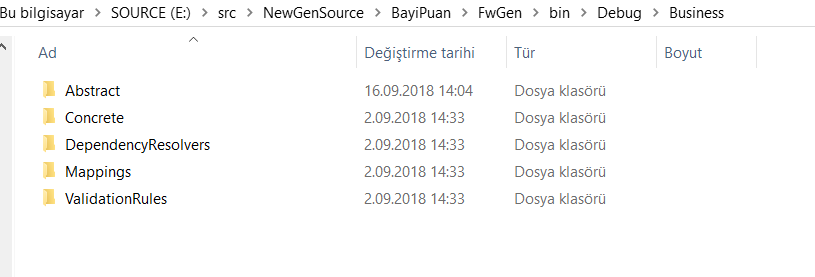 Bu bilgisayar > SOURCE (E:) > src > NewGenSource > BayiPuan > FwGen > bin > Debug > Business
Ad Değiştirme tarihi Tür Boyut
Abstract 16.09.2018 14:04 Dosya klasörü
Concrete 2.09.2018 14:33 Dosya klasörü
DependencyResolvers 2.09.2018 14:33 Dosya klasörü
Mappings 2.09.2018 14:33 Dosya klasörü
ValidationRules 2.09.2018 14:33 Dosya klasörü